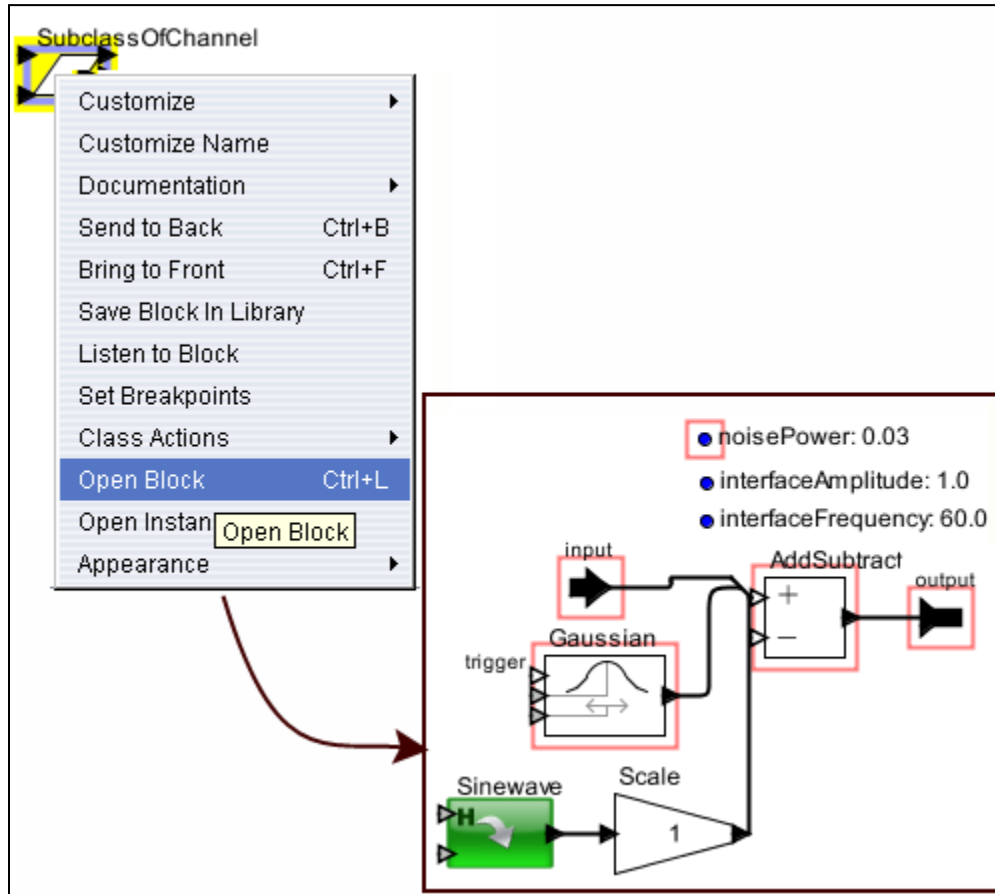 SubclassOfChannel
Customize
Customize Name
Documentation
Send to Back Ctrl+B
Bring to Front Ctrl+F
Save Block In Library
Listen to Block
Set Breakpoints
Class Actions
Open Block Ctrl+L
Open Instan
Open Block
Appearance
noisePower: 0.03
interfaceAmplitude: 1.0
interfaceFrequency: 60.0
input
AddSubtract
+
−
output
Gaussian
trigger
Sinewave
H
Scale
1